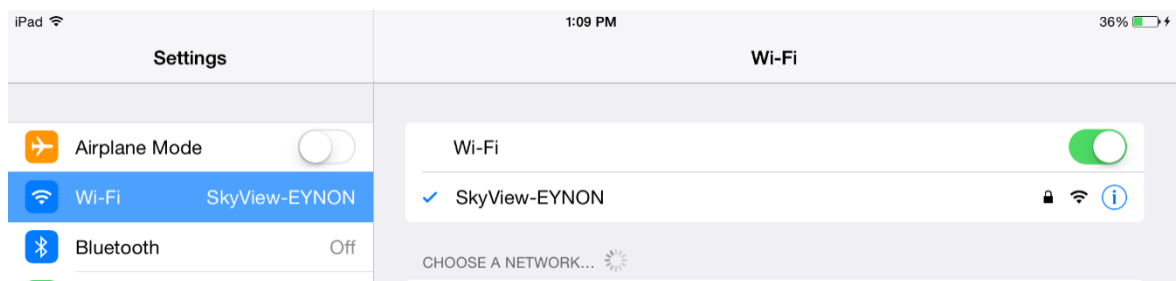 iPad 1:09 PM 36%
Settings Wi-Fi
Airplane Mode Wi-Fi
Wi-Fi SkyView-EYNON SkyView-EYNON
Bluetooth Off
CHOOSE A NETWORK...